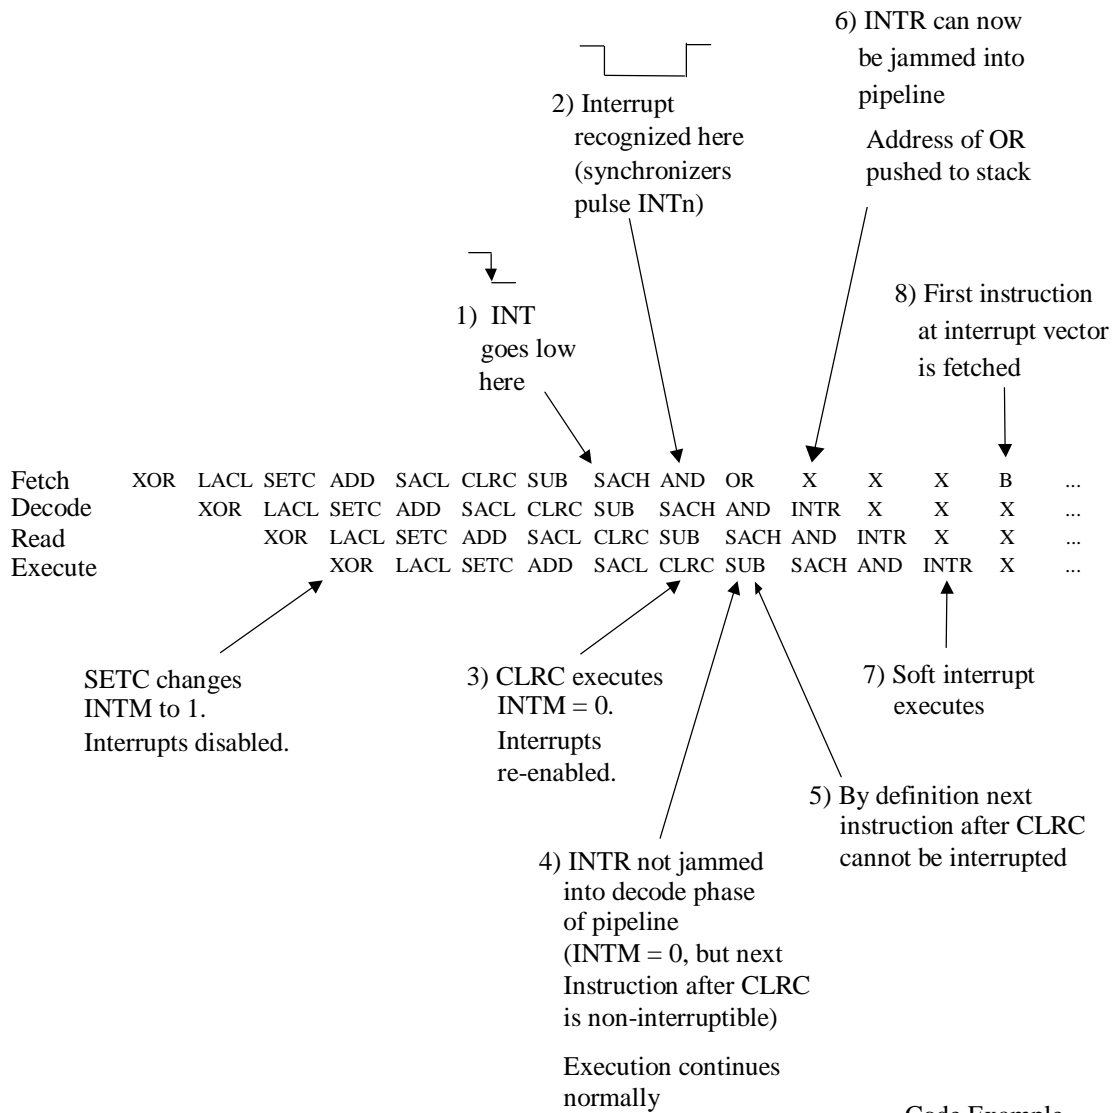 6) INTR can now
be jammed into
pipeline
Address of OR
pushed to stack
2) Interrupt
recognized here
(synchronizers
pulse INTn)
1) INT
goes low
here
8) First instruction
at interrupt vector
is fetched
Fetch XOR LACL SETC ADD SACL CLRC SUB SACH AND OR X X X B ...
Decode XOR LACL SETC ADD SACL CLRC SUB SACH AND INTR X X X ...
Read XOR LACL SETC ADD SACL CLRC SUB SACH AND INTR X X ...
Execute XOR LACL SETC ADD SACL CLRC SUB SACH AND INTR X ...
SETC changes
INTM to 1.
Interrupts disabled.
3) CLRC executes
INTM = 0.
Interrupts
re-enabled.
7) Soft interrupt
executes
5) By definition next
instruction after CLRC
cannot be interrupted
4) INTR not jammed
into decode phase
of pipeline
(INTM = 0, but next
Instruction after CLRC
is non-interruptible)
Execution continues
normally
Code Example